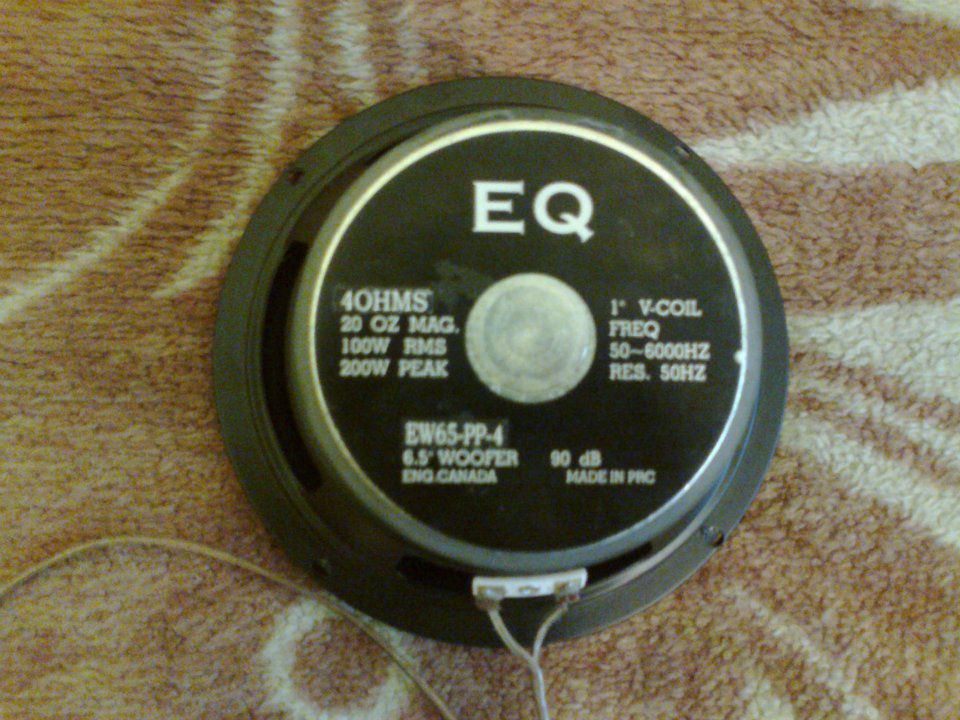 EQ
4OHMS
20 OZ MAG.
100W RMS
200W PEAK
1" V-COIL
FREQ
50~6000HZ
RES. 50HZ
EW65-PP-4
6.5" WOOFER 90 dB
ENG.CANADA MADE IN PRC